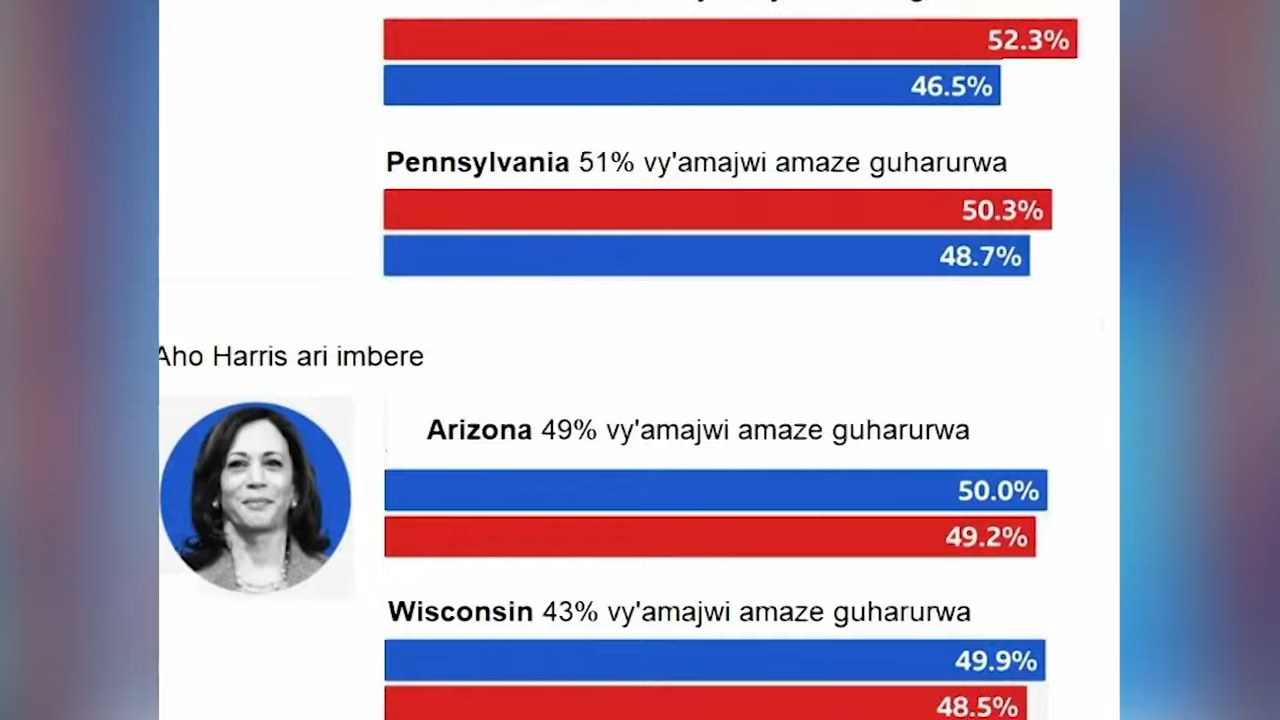 52.3%
46.5%
Pennsylvania 51% vy'amajwi amaze guharurwa
50.3%
48.7%
Aho Harris ari imbere
Arizona 49% vy'amajwi amaze guharurwa
50.0%
49.2%
Wisconsin 43% vy'amajwi amaze guharurwa
49.9%
48.5%